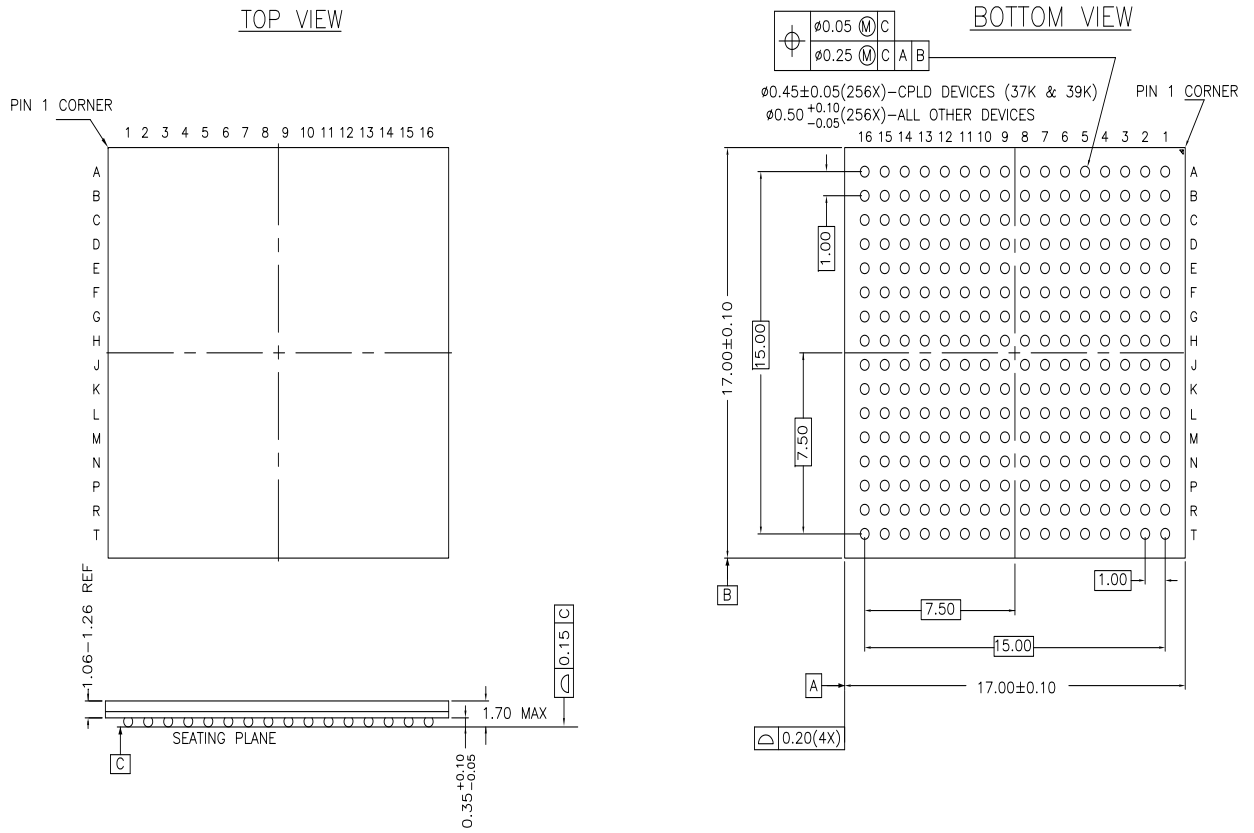 TOP VIEW
PIN 1 CORNER
1 2 3 4 5 6 7 8 9 10 11 12 13 14 15 16
A
B
C
D
E
F
G
H
J
K
L
M
N
P
R
T
1.06–1.26 REF
0.15 C
1.70 MAX
SEATING PLANE
C
0.35 +0.10 -0.05
BOTTOM VIEW
ø0.05 Ⓜ C
ø0.25 Ⓜ C A B
ø0.45±0.05(256X)–CPLD DEVICES (37K & 39K)
ø0.50 +0.10 -0.05 (256X)–ALL OTHER DEVICES
PIN 1 CORNER
16 15 14 13 12 11 10 9 8 7 6 5 4 3 2 1
A
B
C
D
E
F
G
H
J
K
L
M
N
P
R
T
1.00
17.00±0.10
15.00
7.50
B
1.00
7.50
15.00
A
17.00±0.10
0.20(4X)